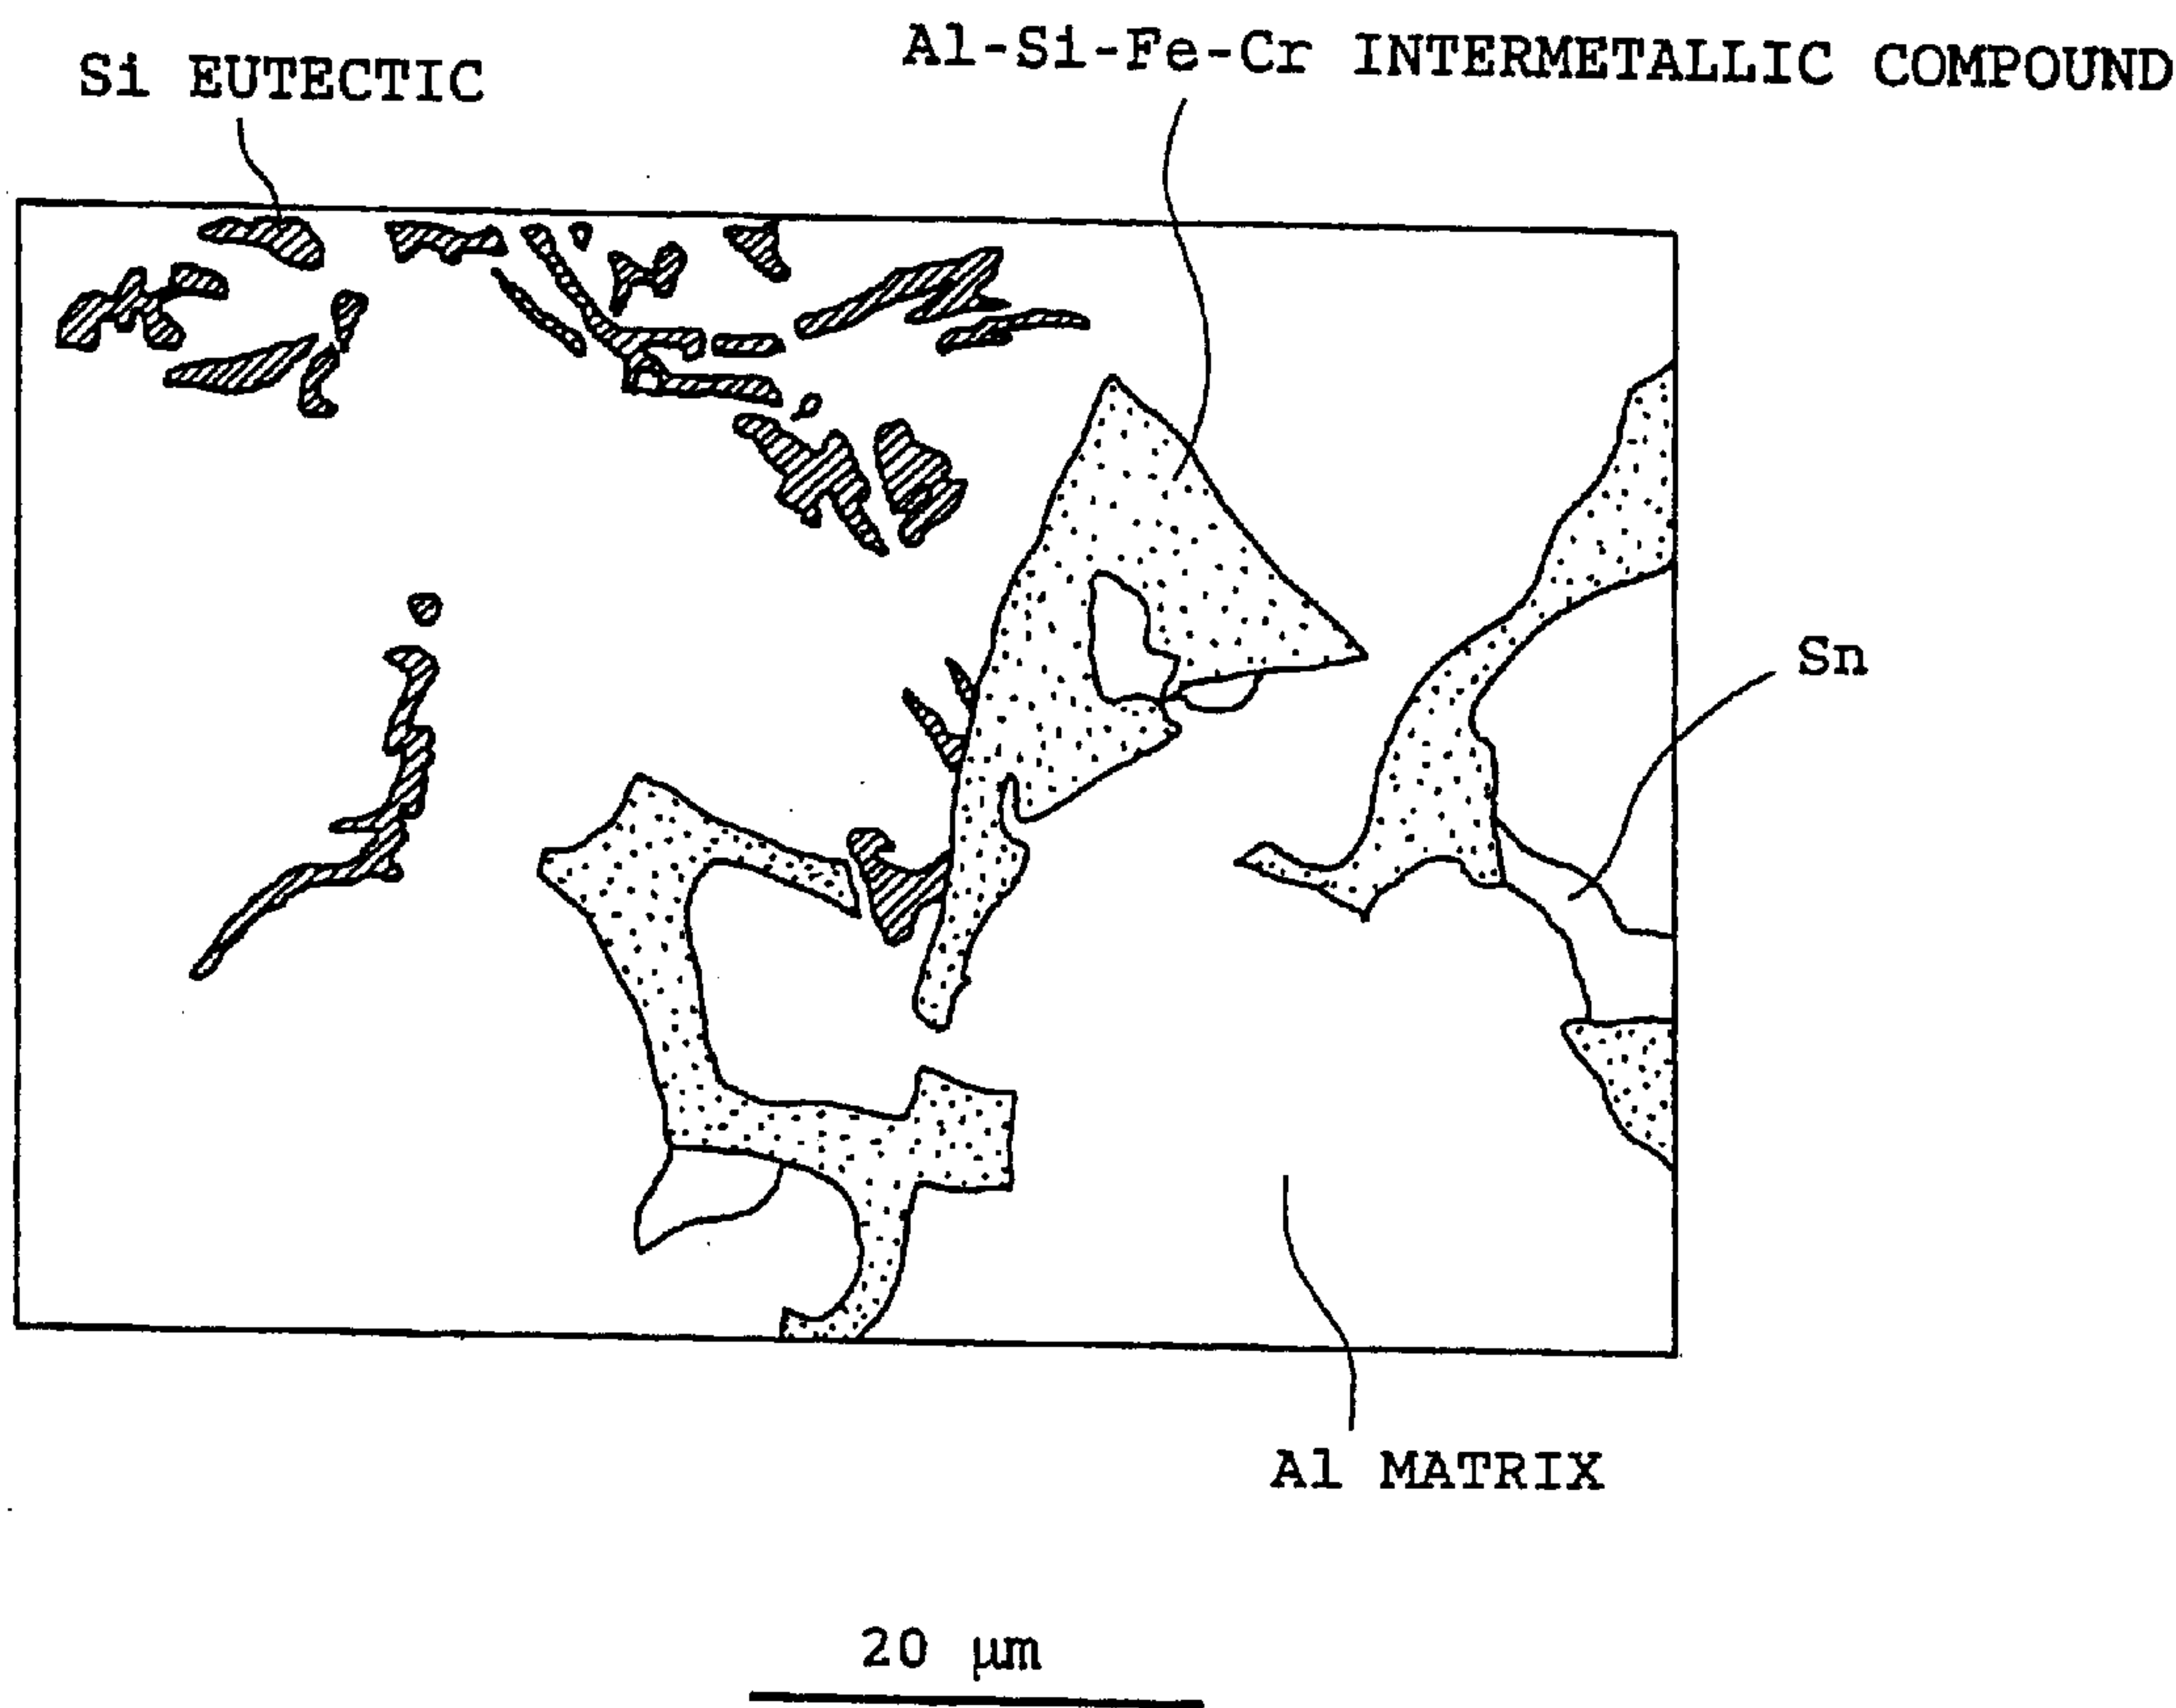 Si EUTECTIC
Al-Si-Fe-Cr INTERMETALLIC COMPOUND
Sn
Al MATRIX
20 μm